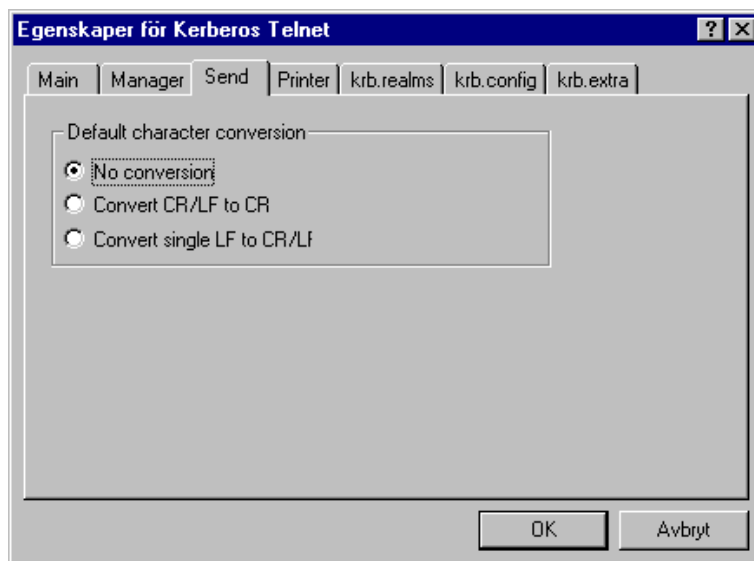 Egenskaper för Kerberos Telnet
Main Manager Send Printer krb.realms krb.config krb.extra
Default character conversion
No conversion
Convert CR/LF to CR
Convert single LF to CR/LF
OK Avbryt